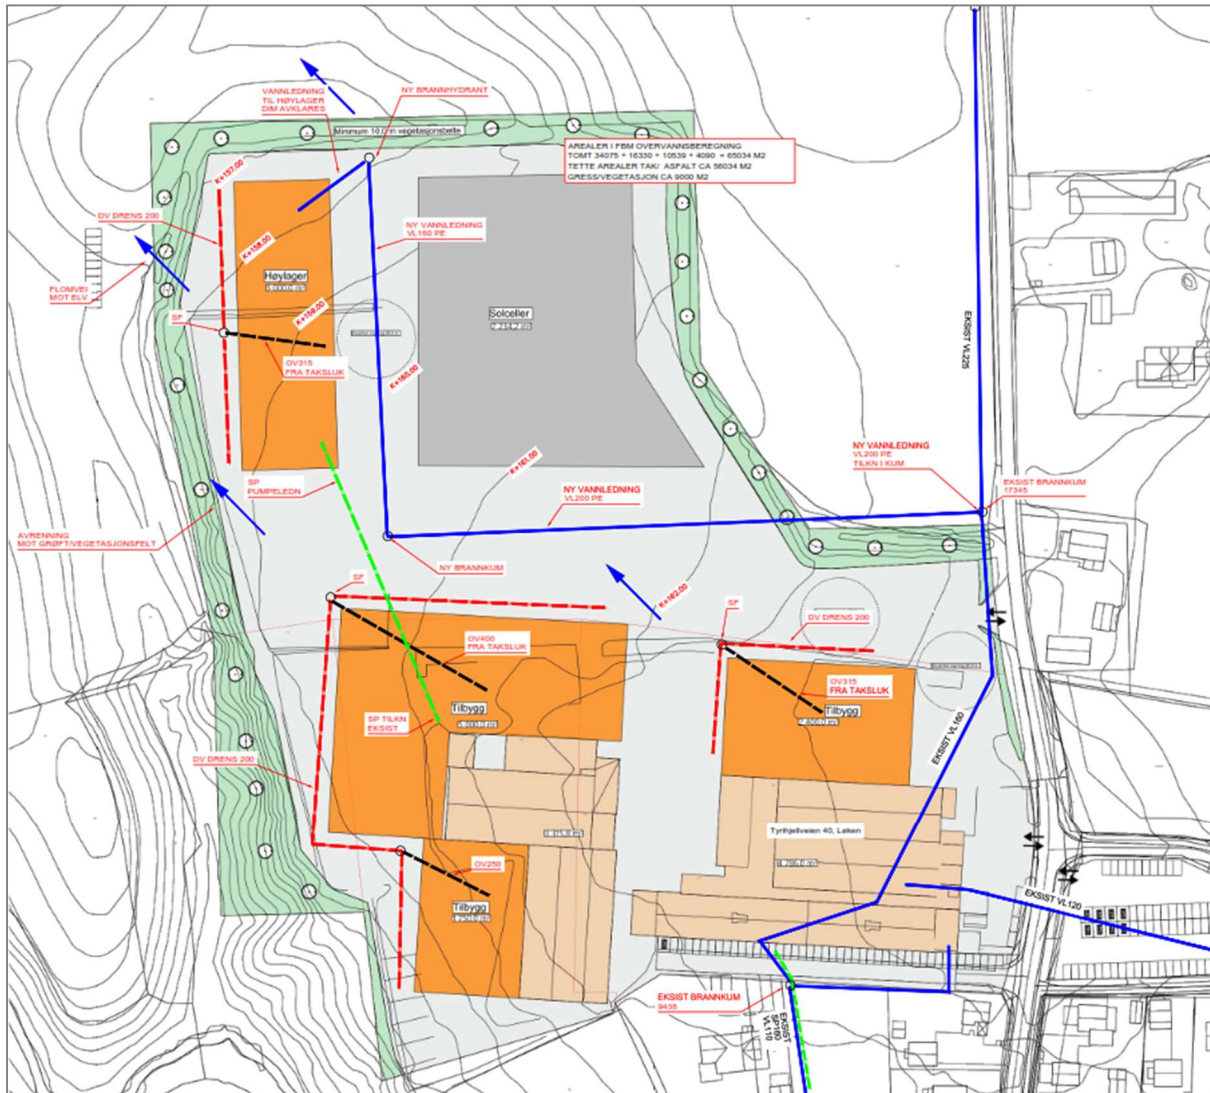 VANNLEDNING
TIL HØYLAGER
DIM AVKLARES
NY BRANNHYDRANT
Minimum 10.0 m vegetasjonsbelte
AREALER I FBM OVERVANNSBEREGNING
TOMT 34075 + 16330 + 10539 + 4090 = 65034 M2
TETTE AREALER TAK/ ASFALT CA 56034 M2
GRESS/VEGETASJON CA 9000 M2
K+157.00
DV DRENS 200
NY VANNLEDNING
VL160 PE
K+158.00
Høylager
FLOMVEI
MOT ELV
SF
K+159.00
Solceller
EKSIST VL225
OV315
FRA TAKSLUK
K+160.00
NY VANNLEDNING
VL200 PE
TILKN I KUM
K+161.00
SP
PUMPELEDN
NY VANNLEDNING
VL200 PE
EKSIST BRANNKUM
17345
AVRENNING
MOT GRØFT/VEGETASJONSFELT
NY BRANNKUM
SF
K+162.00
SF
DV DRENS 200
OV400
FRA TAKSLUK
OV315
FRA TAKSLUK
Tilbygg
Tilbygg
SP TILKN
EKSIST
EKSIST VL160
DV DRENS 200
Tyrihjellveien 40, Løken
OV250
Tilbygg
EKSIST VL120
EKSIST BRANNKUM
9438
EKSIST
SP160
VL110